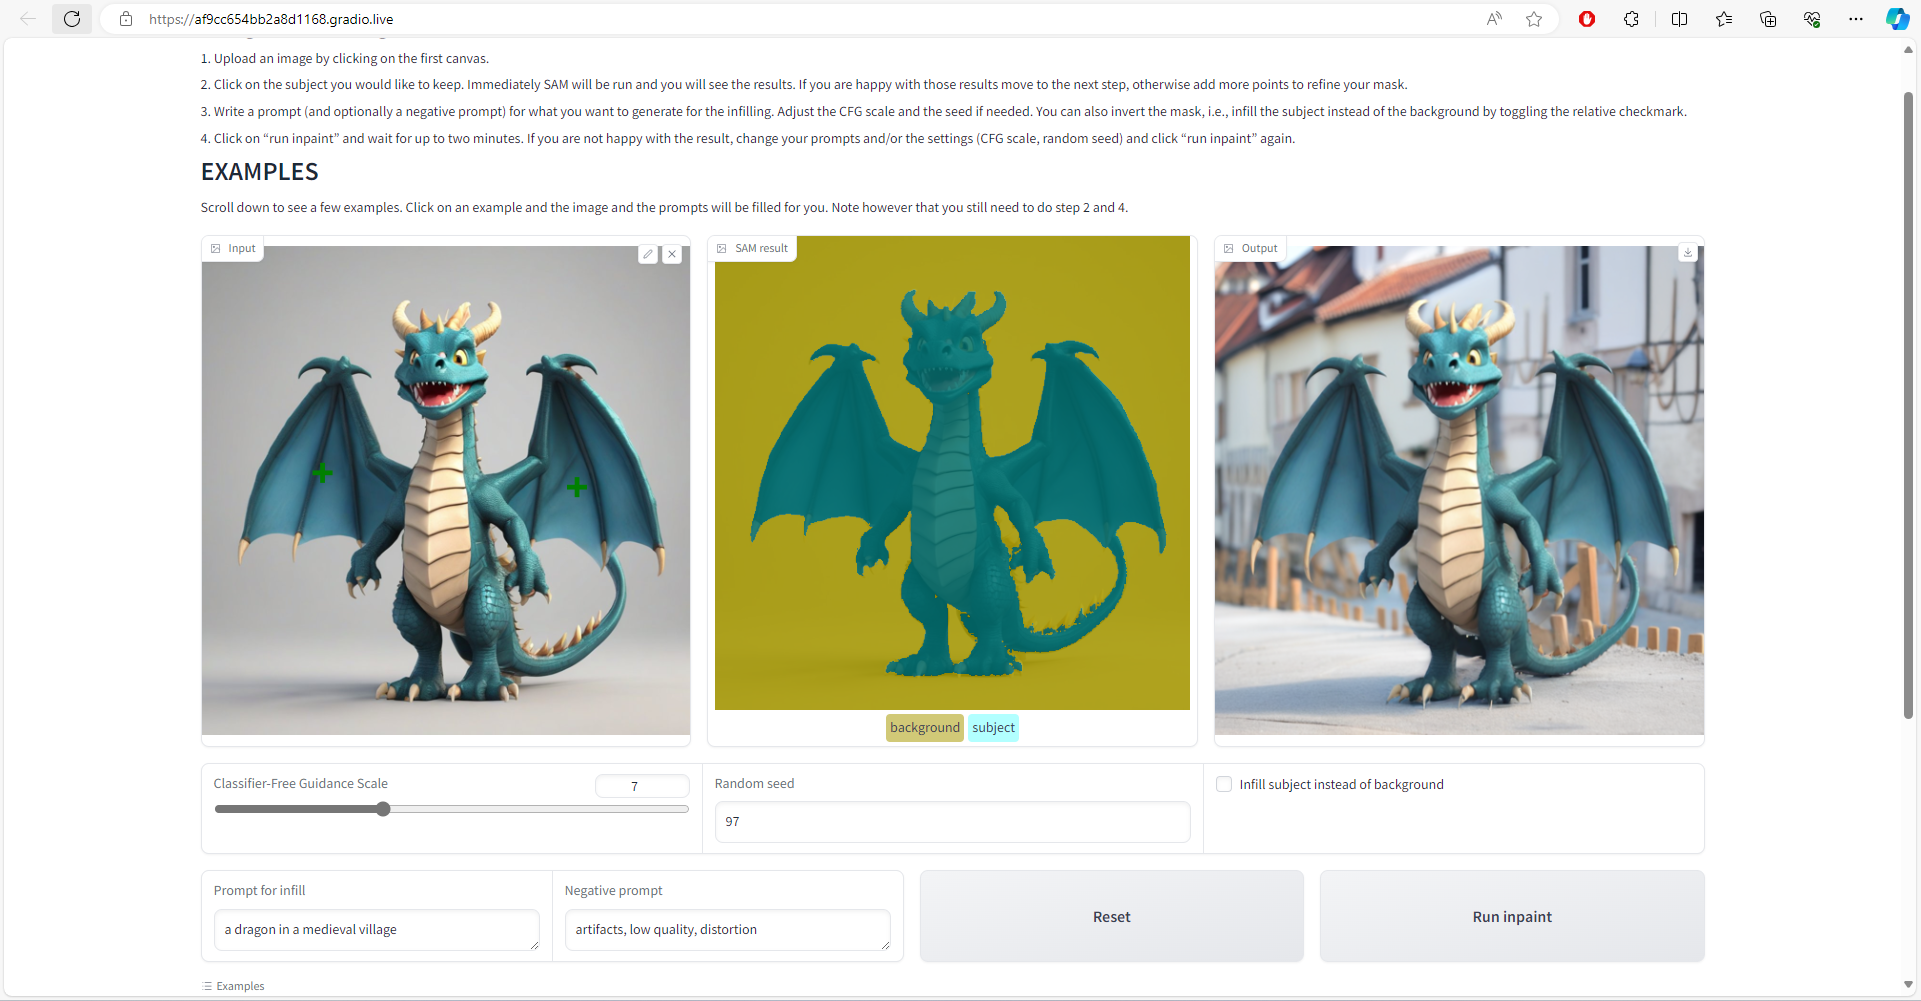 https://af9cc654bb2a8d1168.gradio.live
1. Upload an image by clicking on the first canvas.
2. Click on the subject you would like to keep. Immediately SAM will be run and you will see the results. If you are happy with those results move to the next step, otherwise add more points to refine your mask.
3. Write a prompt (and optionally a negative prompt) for what you want to generate for the infilling. Adjust the CFG scale and the seed if needed. You can also invert the mask, i.e., infill the subject instead of the background by toggling the relative checkmark.
4. Click on “run inpaint” and wait for up to two minutes. If you are not happy with the result, change your prompts and/or the settings (CFG scale, random seed) and click “run inpaint” again.
EXAMPLES
Scroll down to see a few examples. Click on an example and the image and the prompts will be filled for you. Note however that you still need to do step 2 and 4.
Input
SAM result
Output
background subject
Classifier-Free Guidance Scale
7
Random seed
97
Infill subject instead of background
Prompt for infill
a dragon in a medieval village
Negative prompt
artifacts, low quality, distortion
Reset
Run inpaint
Examples